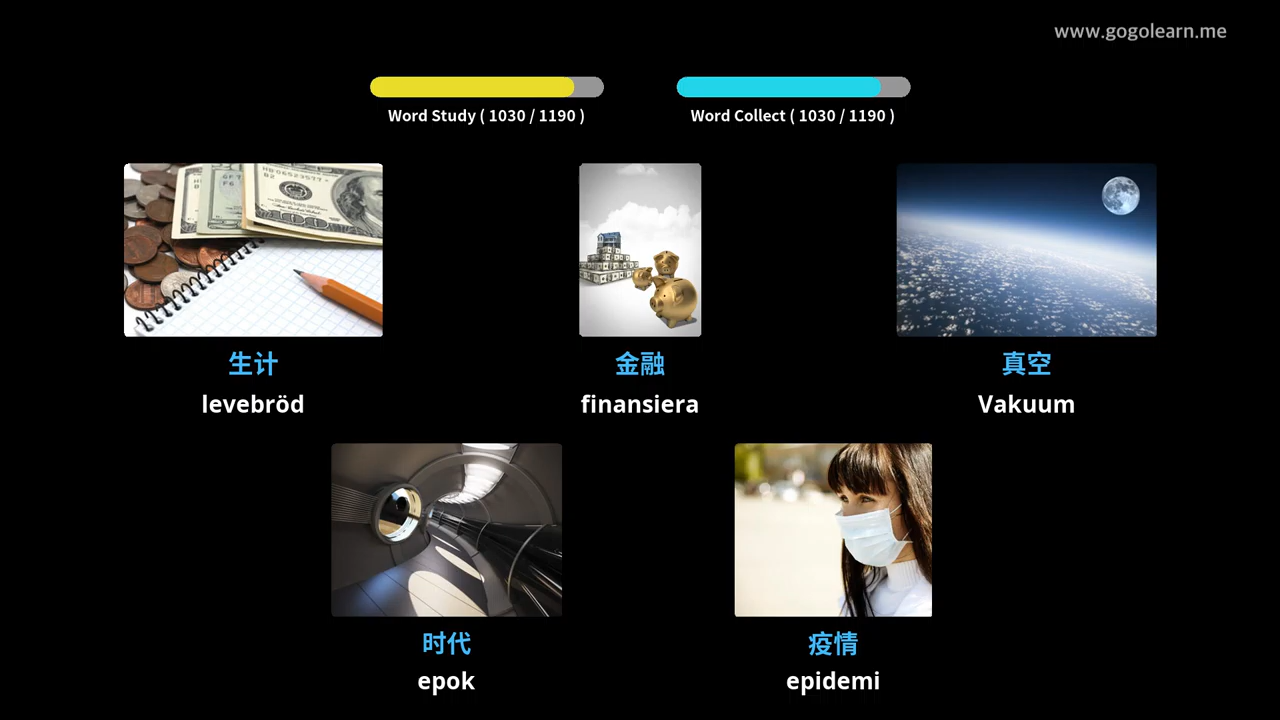 www.gogolearn.me
Word Study ( 1030 / 1190 )
Word Collect ( 1030 / 1190 )
生计
levebröd
金融
finansiera
真空
Vakuum
时代
epok
疫情
epidemi